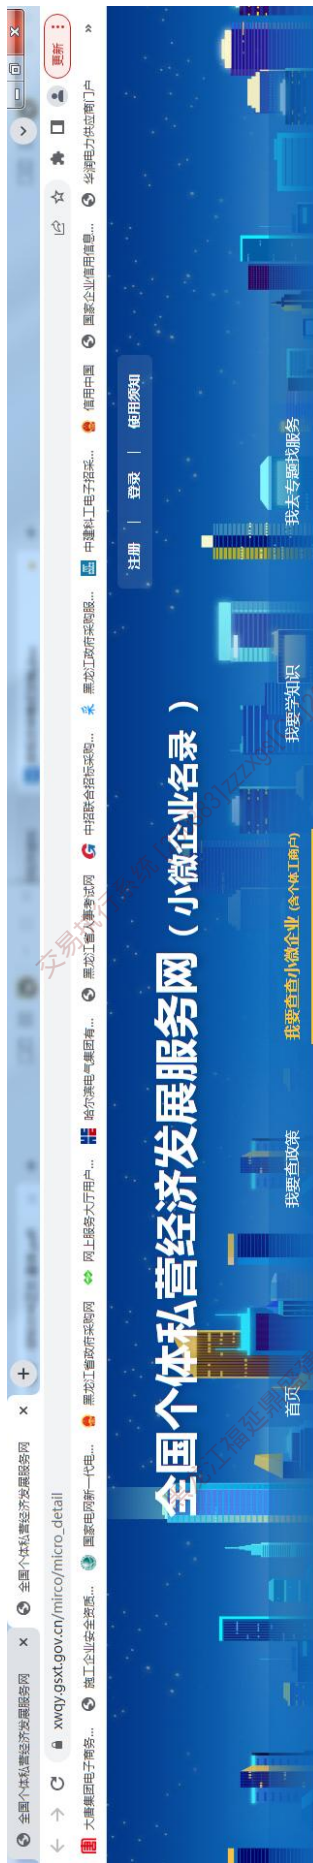 全国个体私营经济发展服务网 × 全国个体私营经济发展服务网 × +
xwqy.gsxt.gov.cn/mirco/micro_detail 更新
大唐集团电子商务... 施工企业安全资质... 国家电网新一代电... 黑龙江省政府采购网 网上服务大厅用户... 哈尔滨电气集团有... 黑龙江省人事考试网 中招联合招标采购... 黑龙江政府采购服... 中建科工电子招采... 信用中国 国家企业信用信息... 华润电力供应商门户 »
注册 | 登录 | 使用须知
全国个体私营经济发展服务网（小微企业名录）
首页 我要查政策 我要查小微企业 (含个体工商户) 我要学知识 我去专题找服务